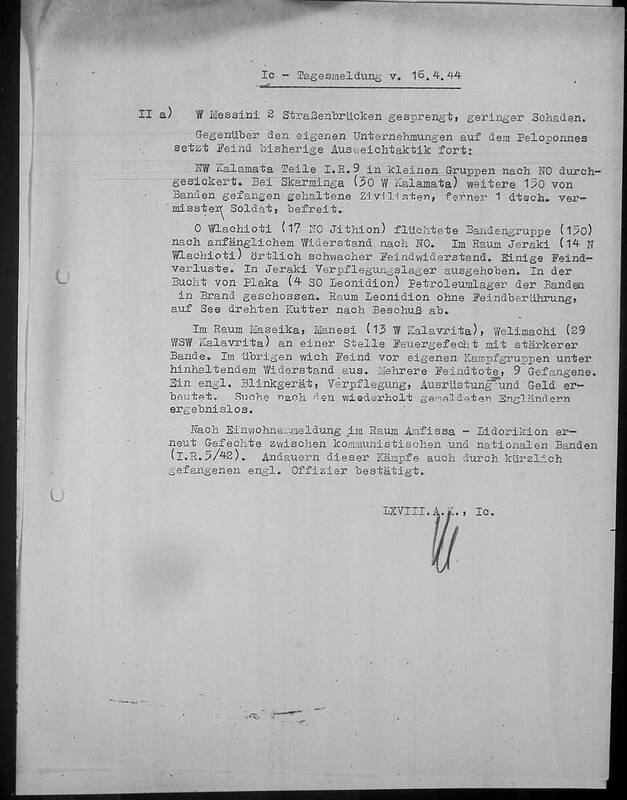 Ic - Tagesmeldung v. 16.4.44
II a) W Messini 2 Straßenbrücken gesprengt, geringer Schaden.
Gegenüber den eigenen Unternehmungen auf dem Peloponnes
setzt Feind bisherige Ausweichtaktik fort:
NW Kalamata Teile I.R.9 in kleinen Gruppen nach NO durch-
gesickert. Bei Skarminga (30 W Kalamata) weitere 150 von
Banden gefangen gehaltene Zivilisten, ferner 1 dtsch. ver-
misster Soldat, befreit.
O Wlachioti (17 NO Jithion) flüchtete Bandengruppe (150)
nach anfänglichem Widerstand nach NO. Im Raum Jeraki (14 N
Wlachioti) örtlich schwacher Feindwiderstand. Einige Feind-
verluste. In Jeraki Verpflegungslager ausgehoben. In der
Bucht von Plaka (4 SO Leonidion) Petroleumlager der Banden
in Brand geschossen. Raum Leonidion ohne Feindberührung,
auf See drehten Kutter nach Beschuß ab.
Im Raum Maseika, Manesi (13 W Kalavrita), Welimachi (29
WSW Kalavrita) an einer Stelle Feuergefecht mit stärkerer
Bande. Im übrigen wich Feind vor eigenen Kampfgruppen unter
hinhaltendem Widerstand aus. Mehrere Feindtote, 9 Gefangene.
Ein engl. Blinkgerät, Verpflegung, Ausrüstung und Geld er-
beutet. Suche nach den wiederholt gemeldeten Engländern
ergebnislos.
Nach Einwohnermeldung im Raum Amfissa - Lidorikion er-
neut Gefechte zwischen kommunistischen und nationalen Banden
(I.R.5/42). Andauern dieser Kämpfe auch durch kürzlich
gefangenen engl. Offizier bestätigt.
LXVIII.A.K., Ic.